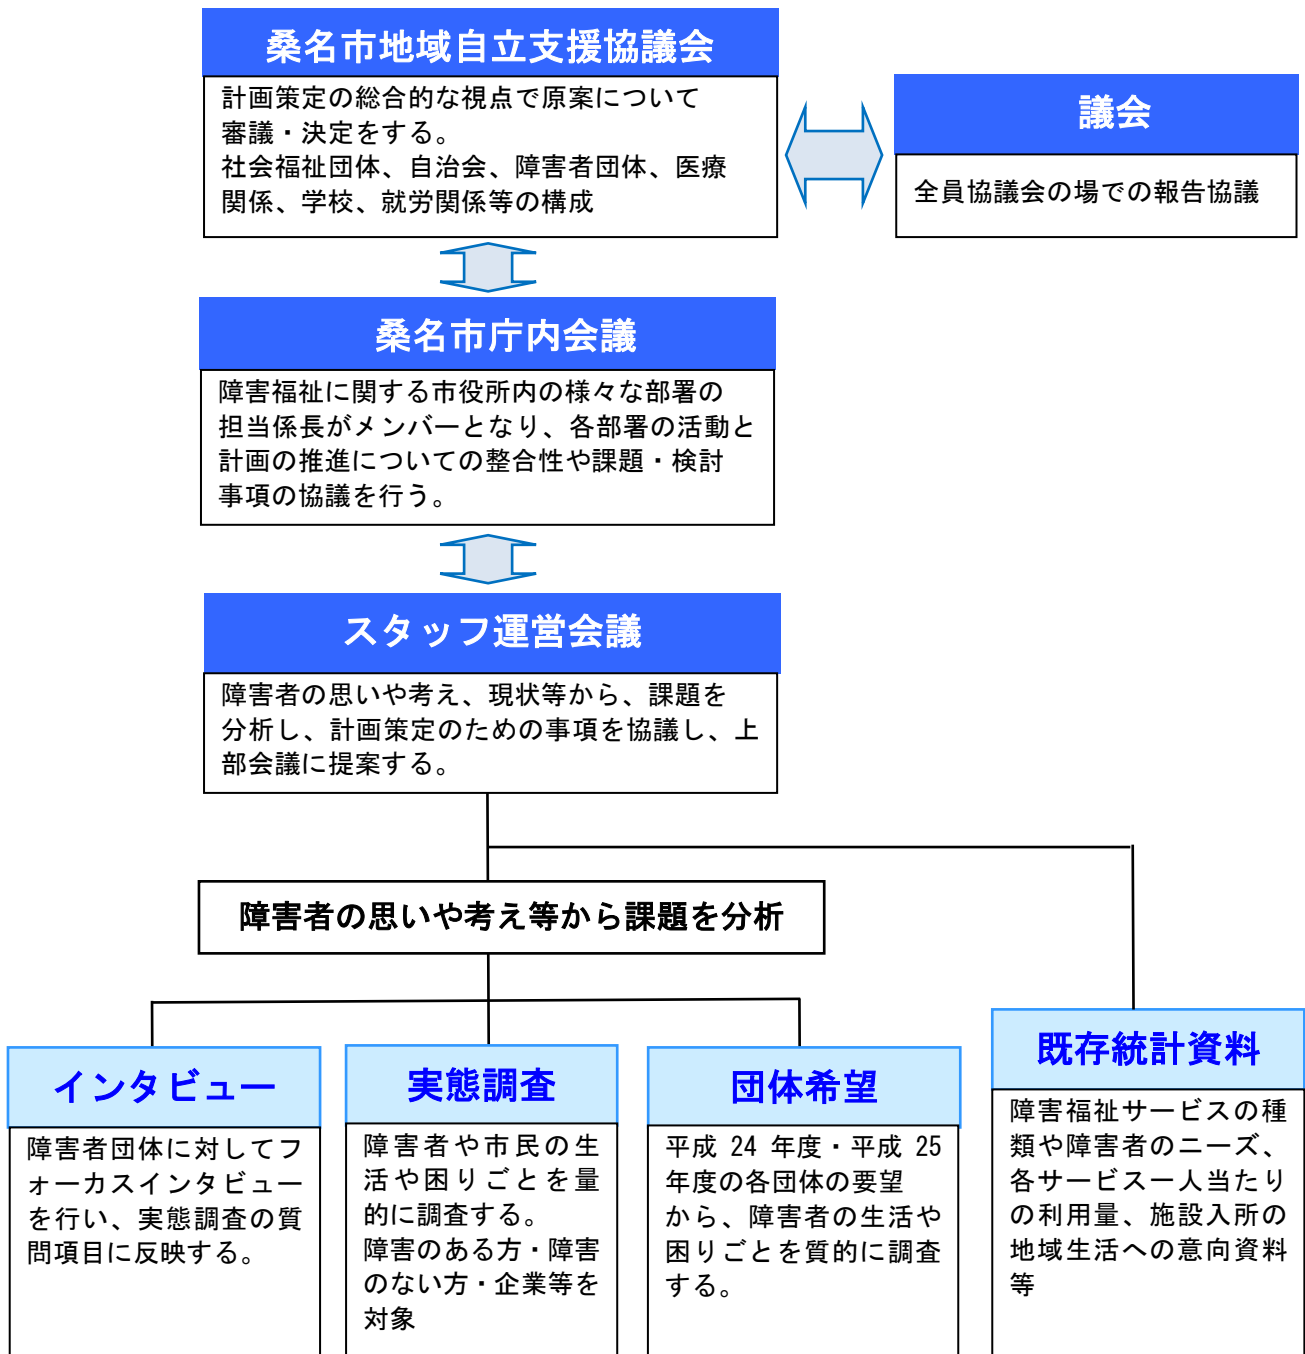 桑名市地域自立支援協議会
計画策定の総合的な視点で原案について
審議・決定をする。
社会福祉団体、自治会、障害者団体、医療
関係、学校、就労関係等の構成
議会
全員協議会の場での報告協議
桑名市庁内会議
障害福祉に関する市役所内の様々な部署の
担当係長がメンバーとなり、各部署の活動と
計画の推進についての整合性や課題・検討
事項の協議を行う。
スタッフ運営会議
障害者の思いや考え、現状等から、課題を
分析し、計画策定のための事項を協議し、上
部会議に提案する。
障害者の思いや考え等から課題を分析
インタビュー
障害者団体に対してフ
ォーカスインタビュー
を行い、実態調査の質
問項目に反映する。
実態調査
障害者や市民の生
活や困りごとを量
的に調査する。
障害のある方・障害
のない方・企業等を
対象
団体希望
平成 24 年度・平成 25
年度の各団体の要望
から、障害者の生活や
困りごとを質的に調査
する。
既存統計資料
障害福祉サービスの種
類や障害者のニーズ、
各サービス一人当たり
の利用量、施設入所の
地域生活への意向資料
等